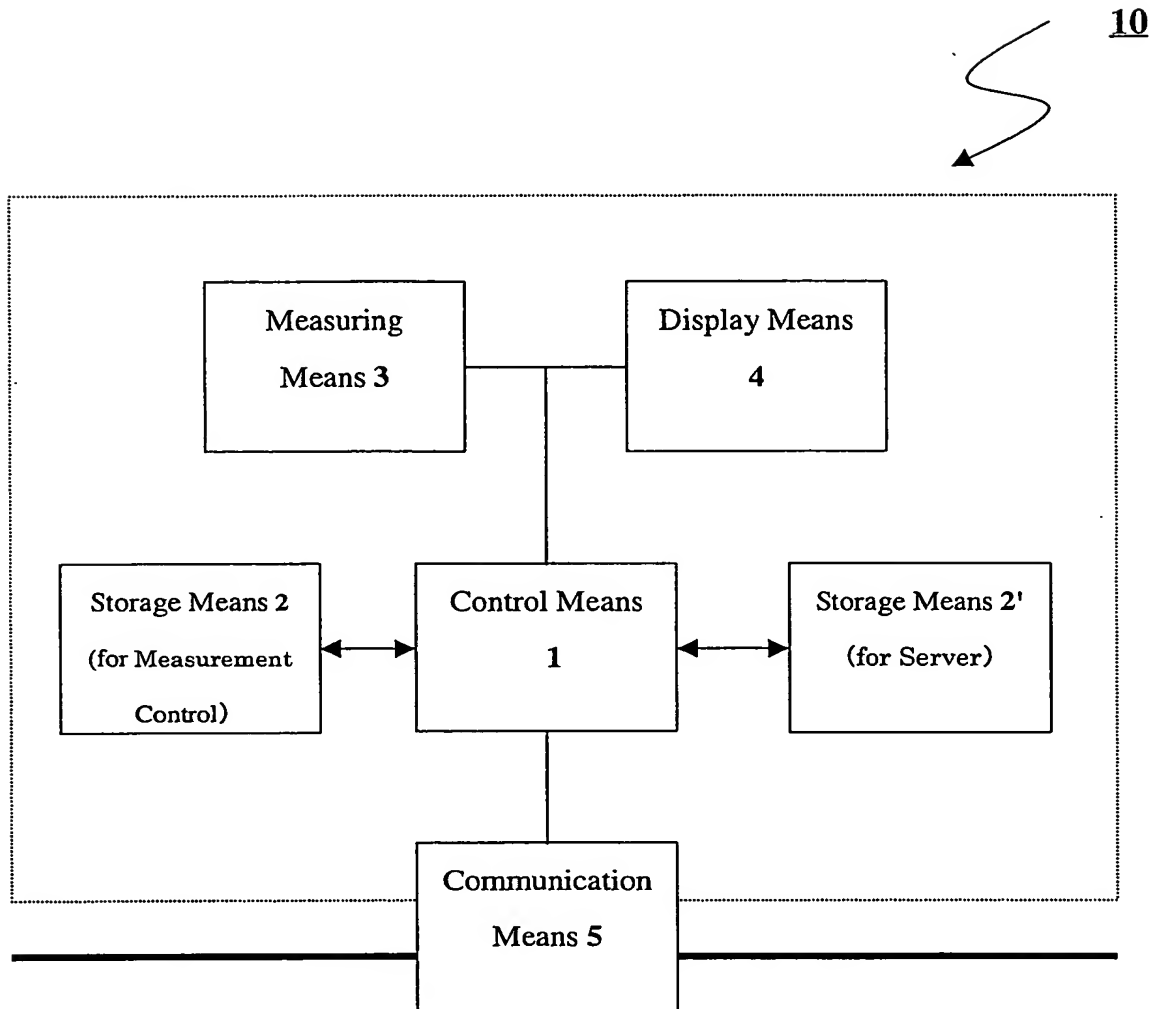 10
Measuring
Means 3
Display Means
4
Storage Means 2
(for Measurement
Control)
Control Means
1
Storage Means 2'
(for Server)
Communication
Means 5